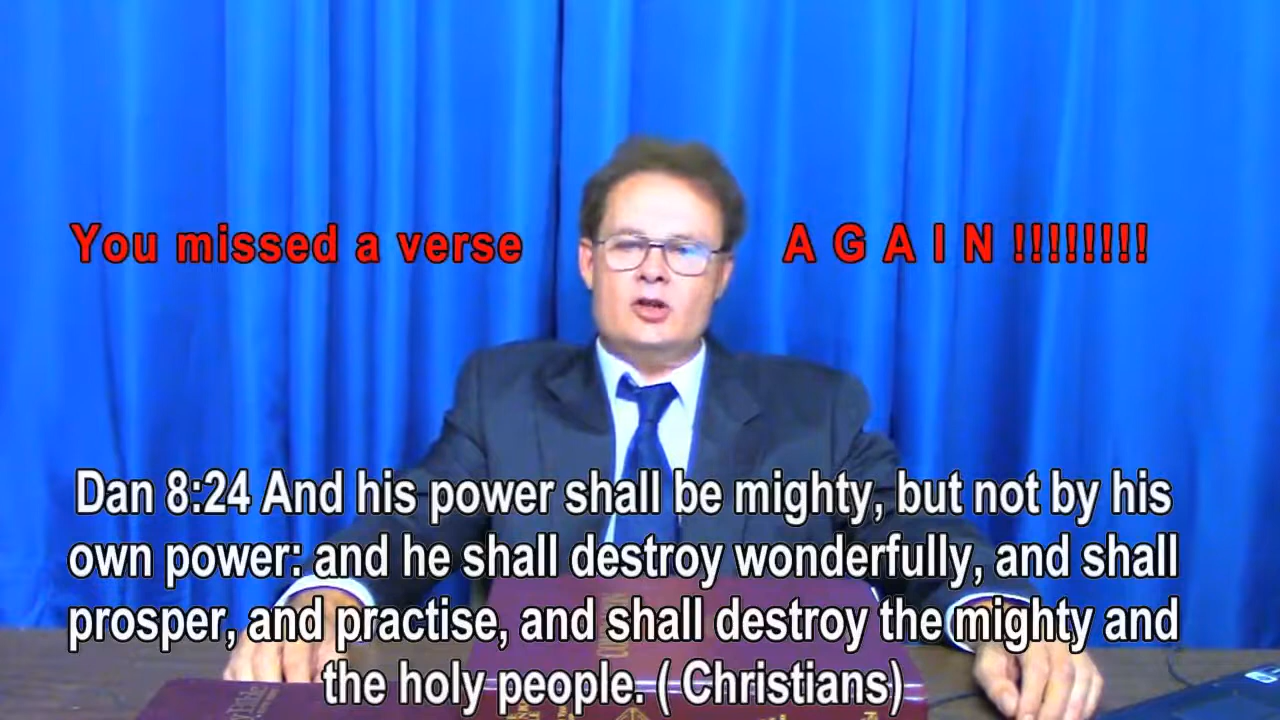 You missed a verse A G A I N !!!!!!!!
Dan 8:24 And his power shall be mighty, but not by his
own power: and he shall destroy wonderfully, and shall
prosper, and practise, and shall destroy the mighty and
the holy people. ( Christians)